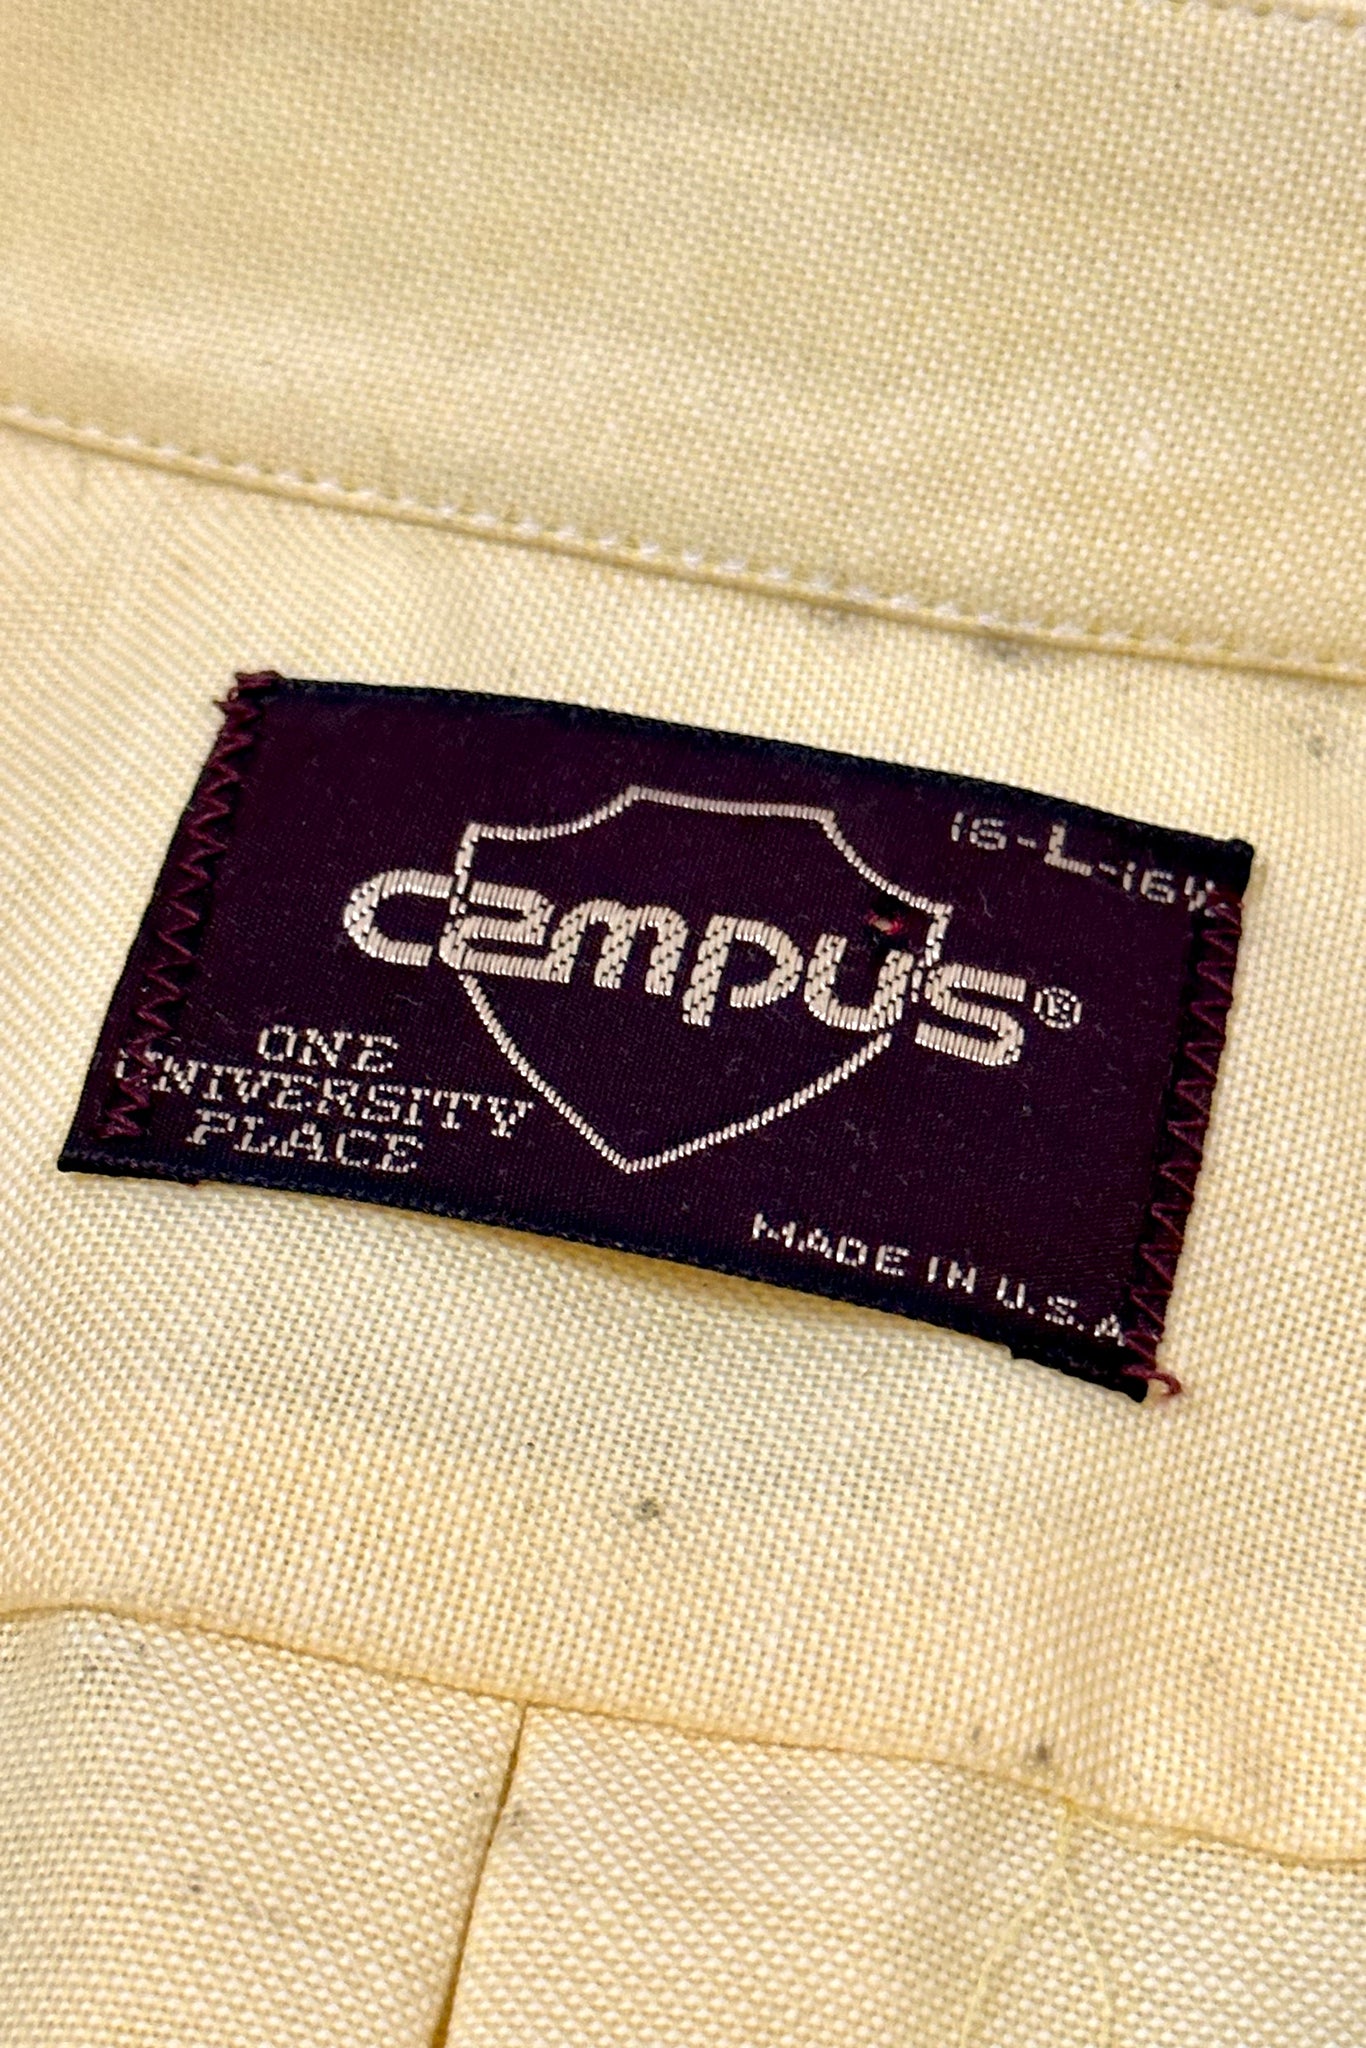 16-L-16½
campus®
ONE
UNIVERSITY
PLACE
MADE IN U.S.A